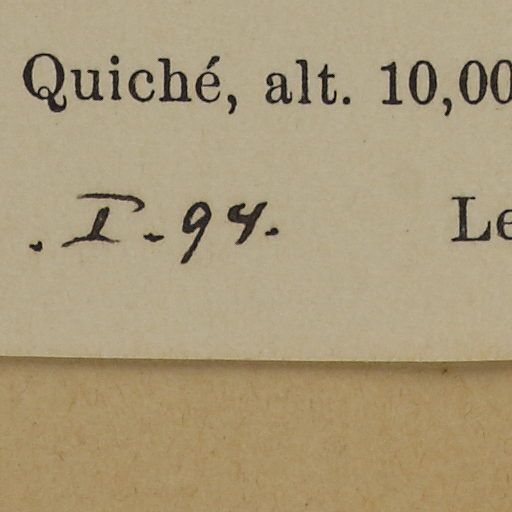 Quiché, alt. 10,00
. I. - 94. Le